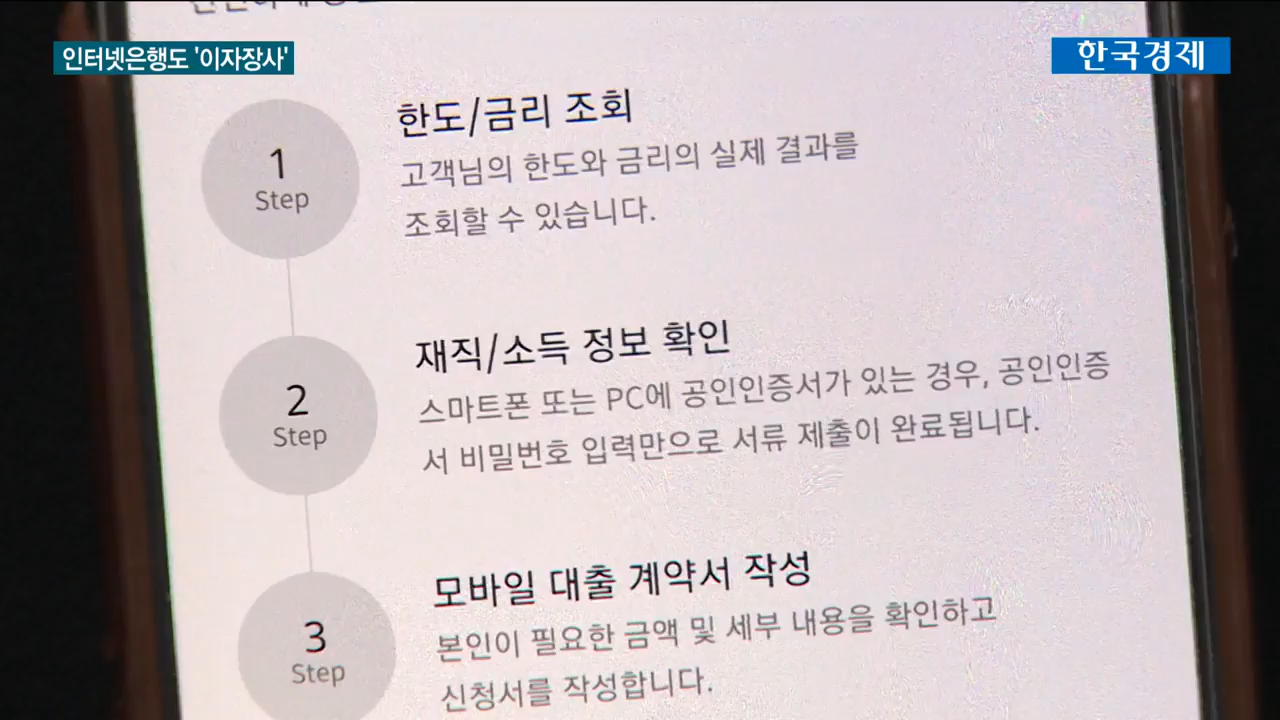 인터넷은행도 '이자장사'
한국경제
1
Step
한도/금리 조회
고객님의 한도와 금리의 실제 결과를
조회할 수 있습니다.
2
Step
재직/소득 정보 확인
스마트폰 또는 PC에 공인인증서가 있는 경우, 공인인증
서 비밀번호 입력만으로 서류 제출이 완료됩니다.
3
Step
모바일 대출 계약서 작성
본인이 필요한 금액 및 세부 내용을 확인하고
신청서를 작성합니다.